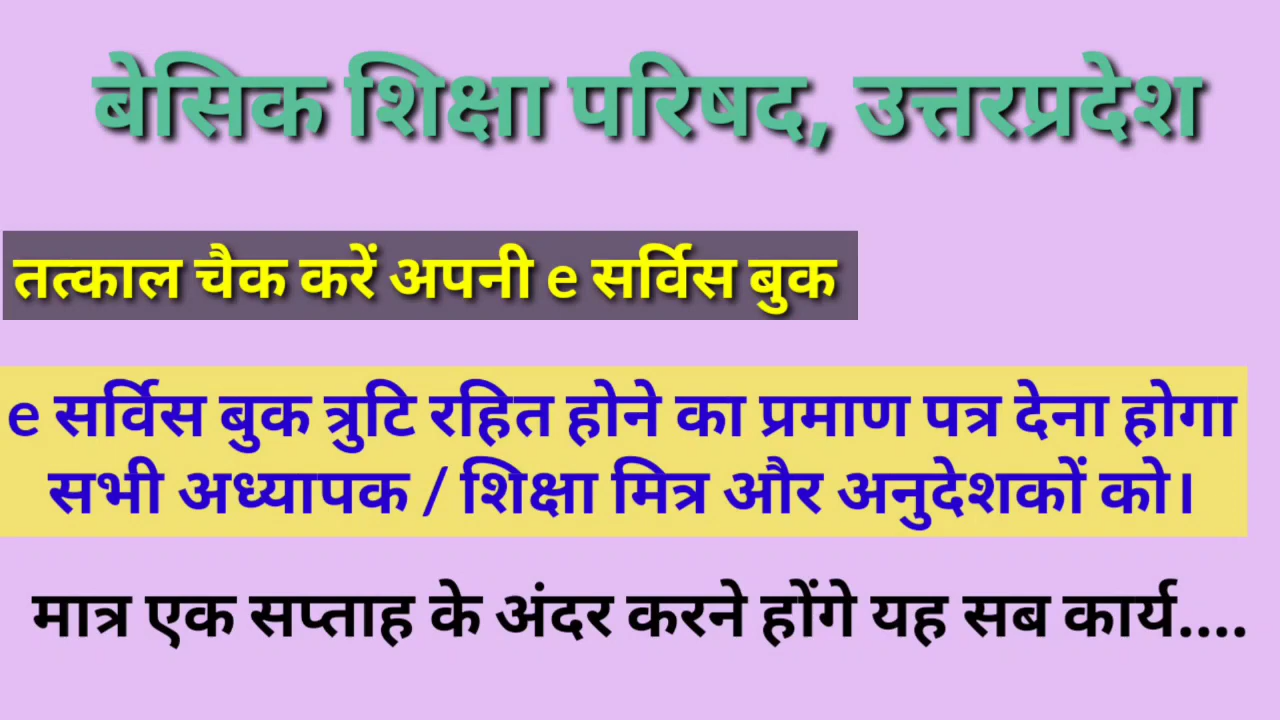 बेसिक शिक्षा परिषद, उत्तरप्रदेश
तत्काल चैक करें अपनी e सर्विस बुक
e सर्विस बुक त्रुटि रहित होने का प्रमाण पत्र देना होगा
सभी अध्यापक / शिक्षा मित्र और अनुदेशकों को।
मात्र एक सप्ताह के अंदर करने होंगे यह सब कार्य....